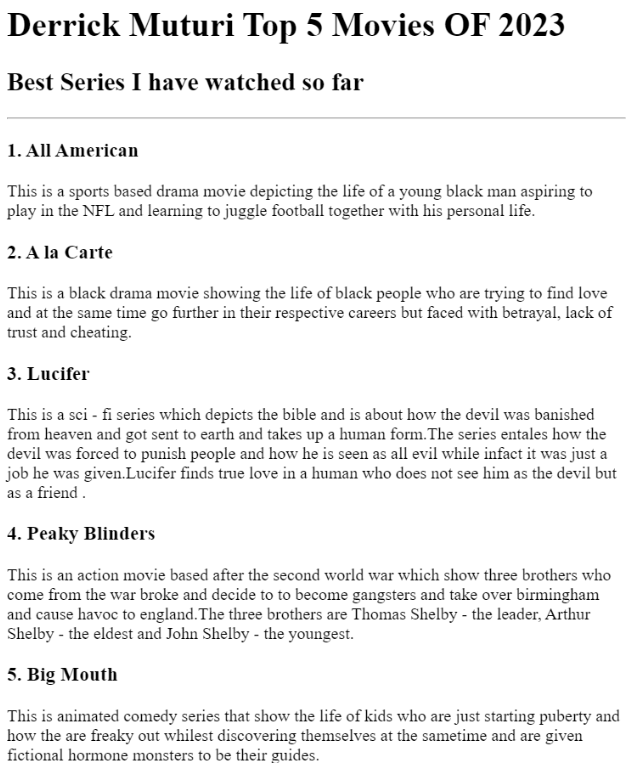 Derrick Muturi Top 5 Movies OF 2023
Best Series I have watched so far
1. All American
This is a sports based drama movie depicting the life of a young black man aspiring to
play in the NFL and learning to juggle football together with his personal life.
2. A la Carte
This is a black drama movie showing the life of black people who are trying to find love
and at the same time go further in their respective careers but faced with betrayal, lack of
trust and cheating.
3. Lucifer
This is a sci - fi series which depicts the bible and is about how the devil was banished
from heaven and got sent to earth and takes up a human form.The series entales how the
devil was forced to punish people and how he is seen as all evil while infact it was just a
job he was given.Lucifer finds true love in a human who does not see him as the devil but
as a friend .
4. Peaky Blinders
This is an action movie based after the second world war which show three brothers who
come from the war broke and decide to to become gangsters and take over birmingham
and cause havoc to england.The three brothers are Thomas Shelby - the leader, Arthur
Shelby - the eldest and John Shelby - the youngest.
5. Big Mouth
This is animated comedy series that show the life of kids who are just starting puberty and
how the are freaky out whilest discovering themselves at the sametime and are given
fictional hormone monsters to be their guides.